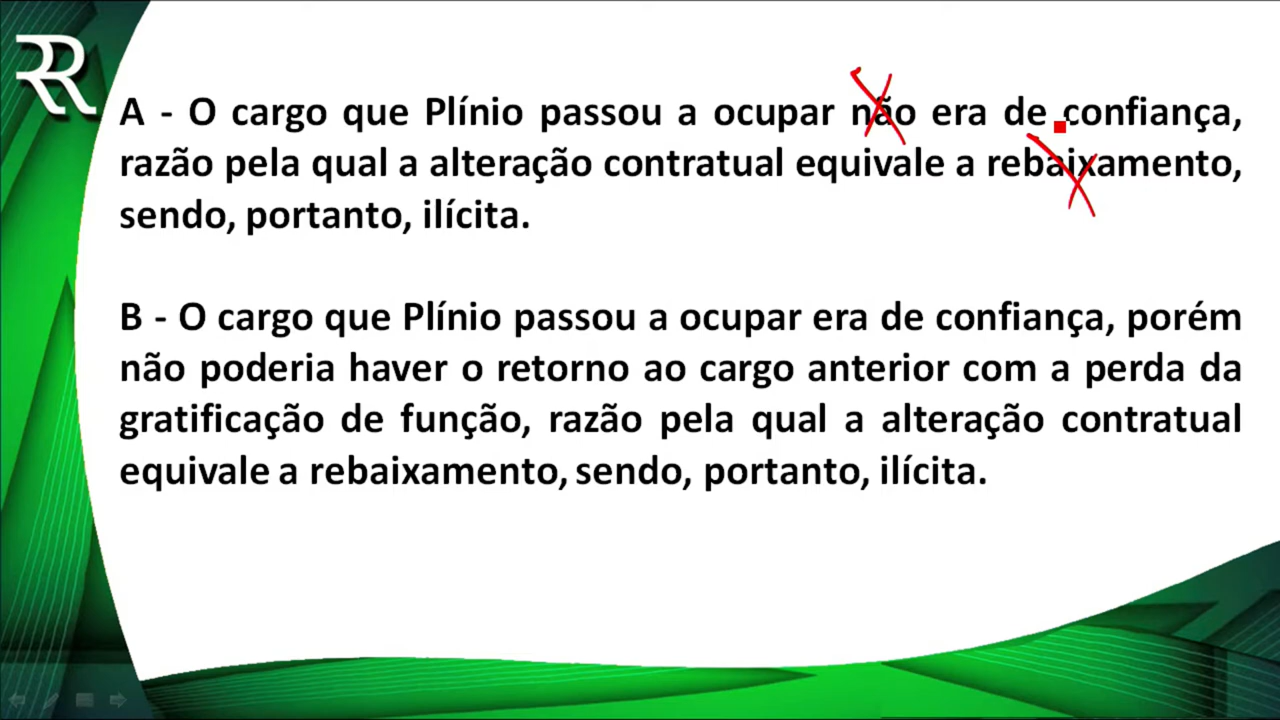 RR
A - O cargo que Plínio passou a ocupar não era de confiança,
razão pela qual a alteração contratual equivale a rebaixamento,
sendo, portanto, ilícita.
B - O cargo que Plínio passou a ocupar era de confiança, porém
não poderia haver o retorno ao cargo anterior com a perda da
gratificação de função, razão pela qual a alteração contratual
equivale a rebaixamento, sendo, portanto, ilícita.